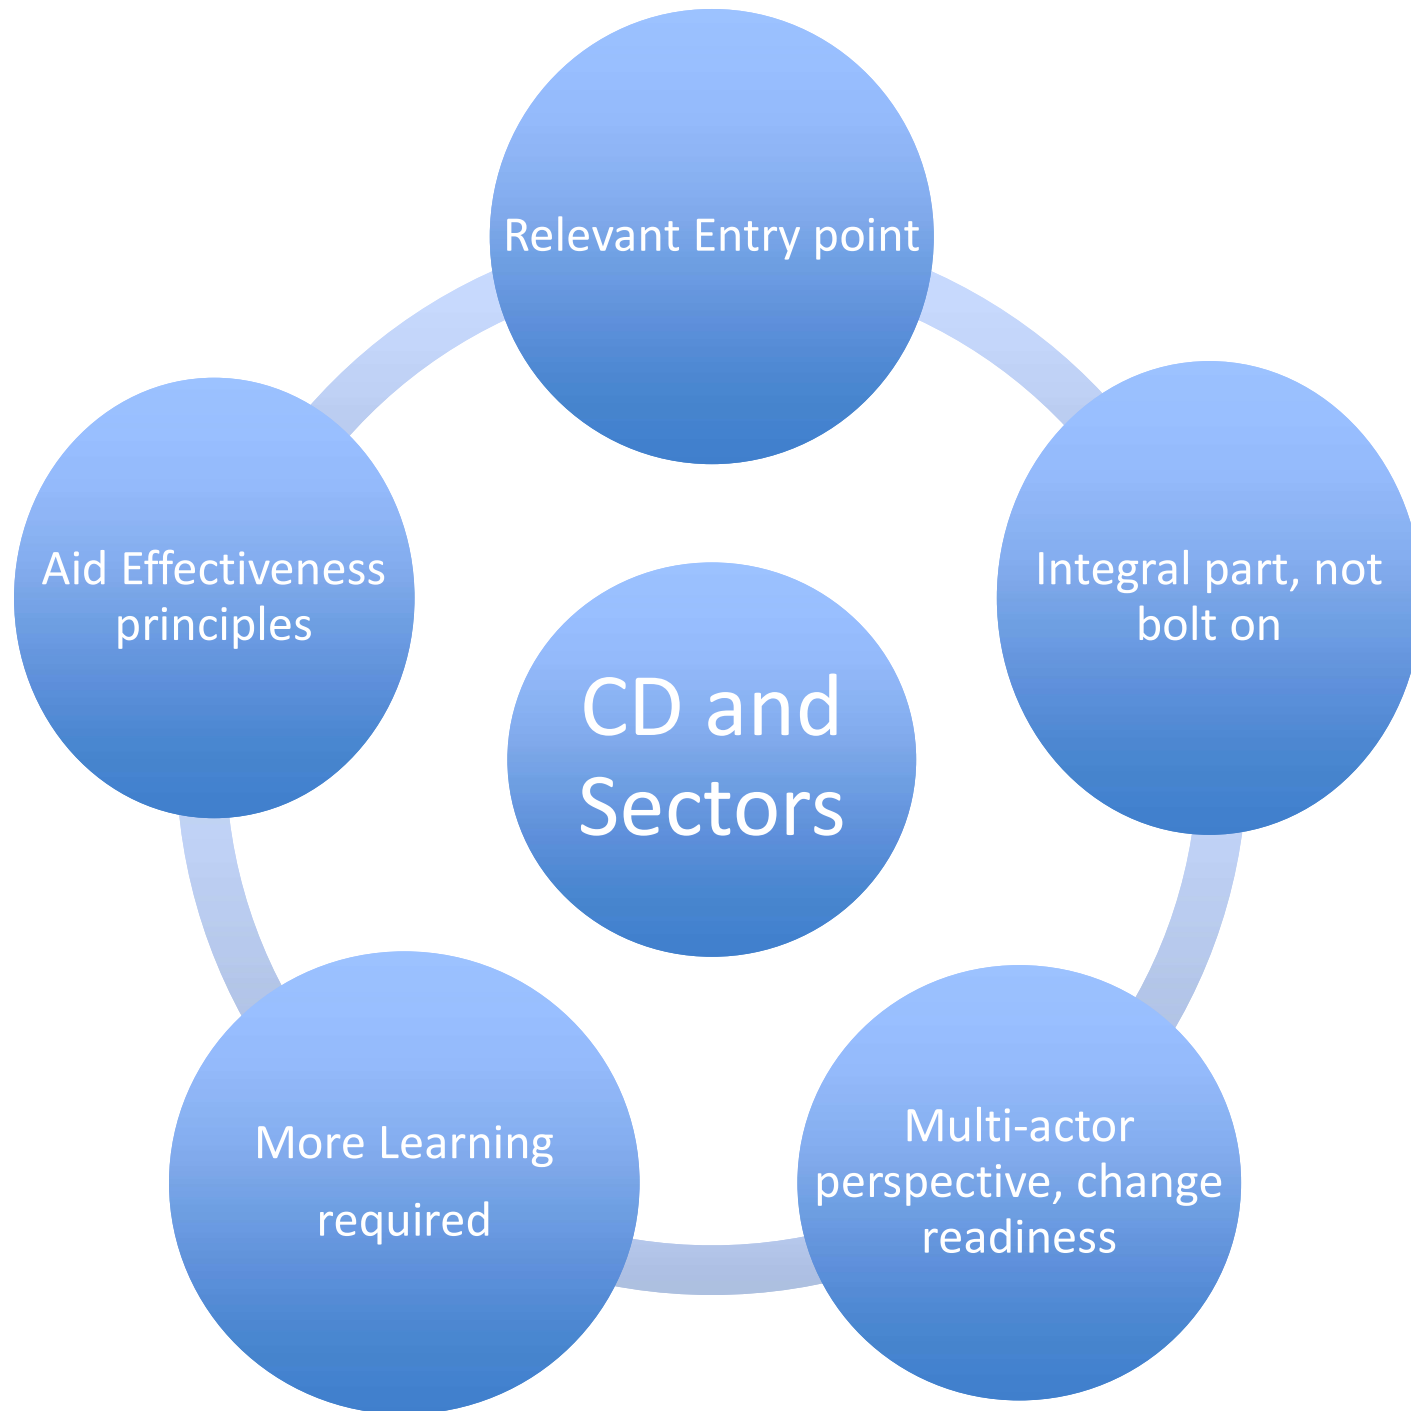 Relevant Entry point
Integral part, not
bolt on
Multi-actor
perspective, change
readiness
More Learning
required
Aid Effectiveness
principles
CD and
Sectors